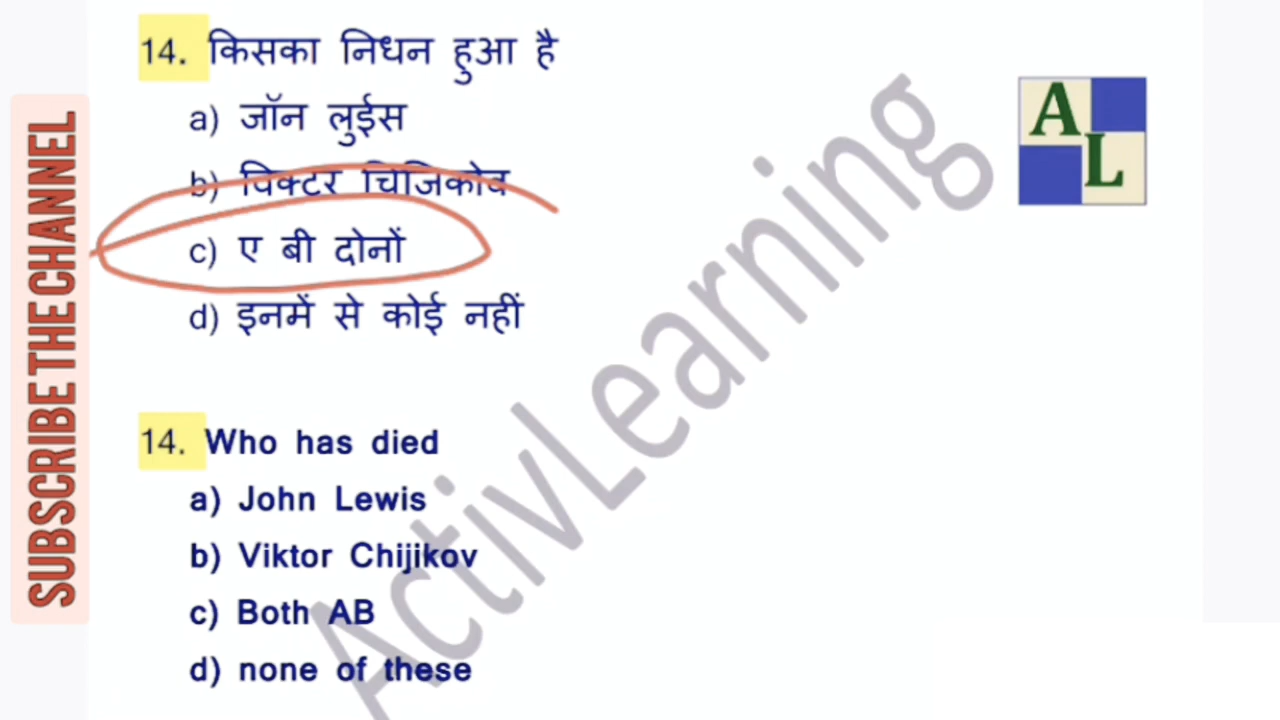 SUBSCRIBE THE CHANNEL
14. किसका निधन हुआ है
a) जॉन लुईस
b) विक्टर चिजिकोव
c) ए बी दोनों
d) इनमें से कोई नहीं
A
L
ActivLearning
14. Who has died
a) John Lewis
b) Viktor Chijikov
c) Both AB
d) none of these